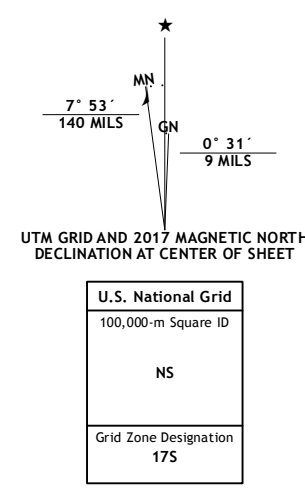 MN
7° 53´
140 MILS
GN
0° 31´
9 MILS
UTM GRID AND 2017 MAGNETIC NORTH
DECLINATION AT CENTER OF SHEET
U.S. National Grid
100,000-m Square ID
NS
Grid Zone Designation
17S